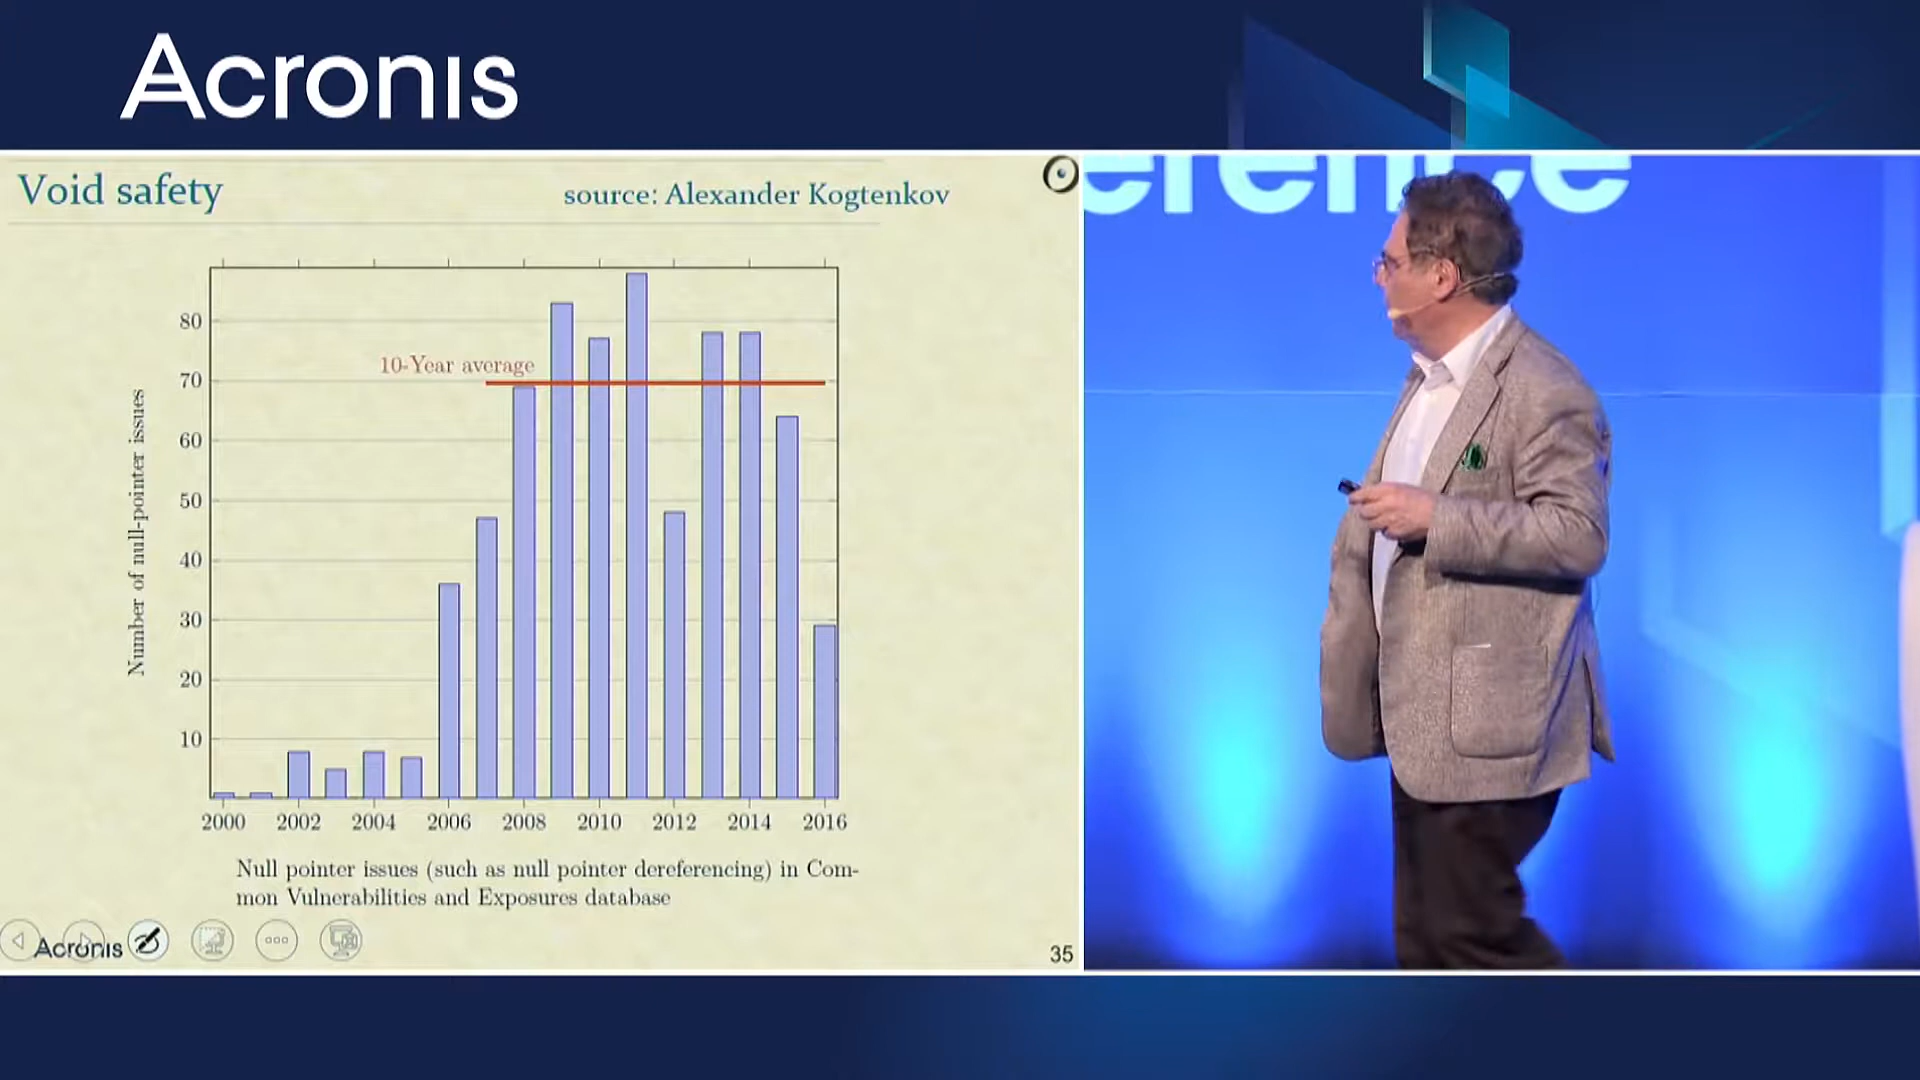 Acronis
Void safety
source: Alexander Kogtenkov
erence
10-Year average
Number of null-pointer issues
80
70
60
50
40
30
20
10
2000 2002 2004 2006 2008 2010 2012 2014 2016
Null pointer issues (such as null pointer dereferencing) in Com-
mon Vulnerabilities and Exposures database
Acronis
35